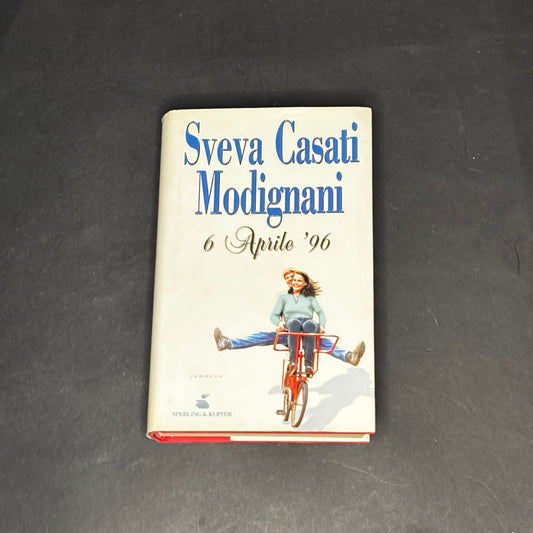 Sveva Casati
Modignani
6 Aprile '96
romanzo
SPERLING & KUPFER